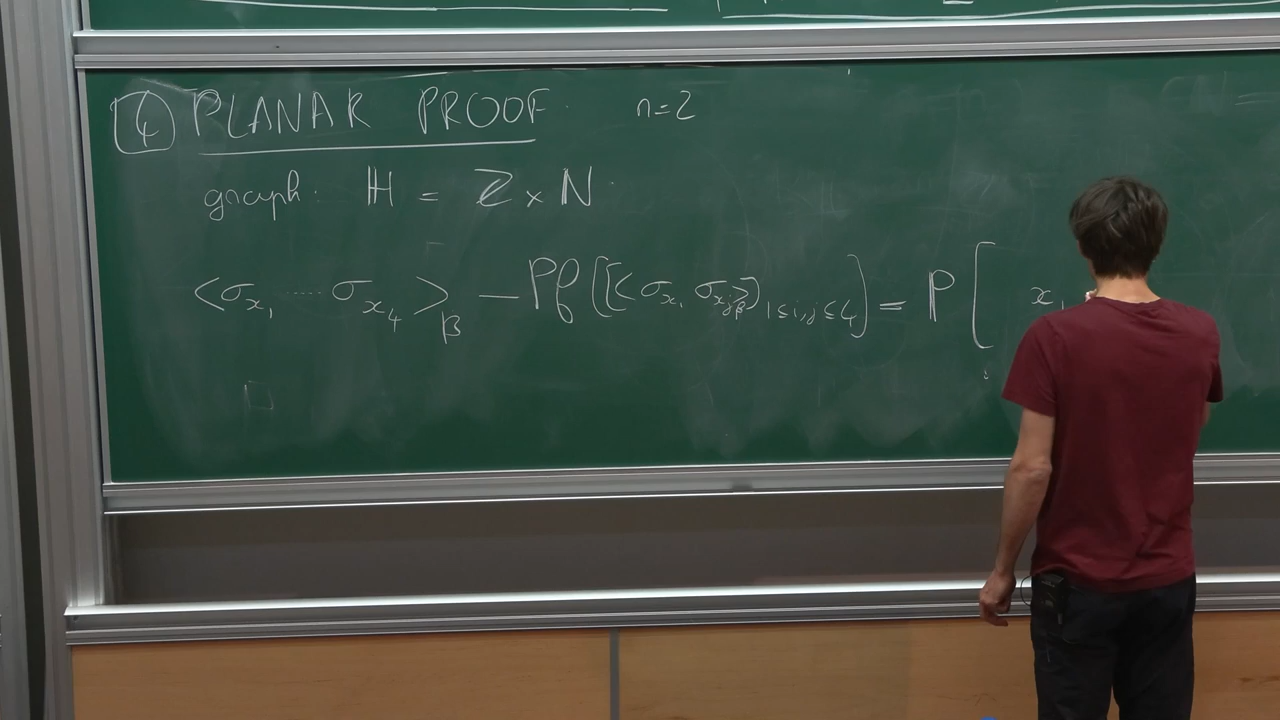 ④ PLANAR PROOF. n=2
graph: ℍ = ℤ × ℕ.
<σ_{x_1} ..... σ_{x_4}>_β — Pf([<σ_{x_i} σ_{x_j}>_β)_{1≤i,j≤4}) = P[ x_1